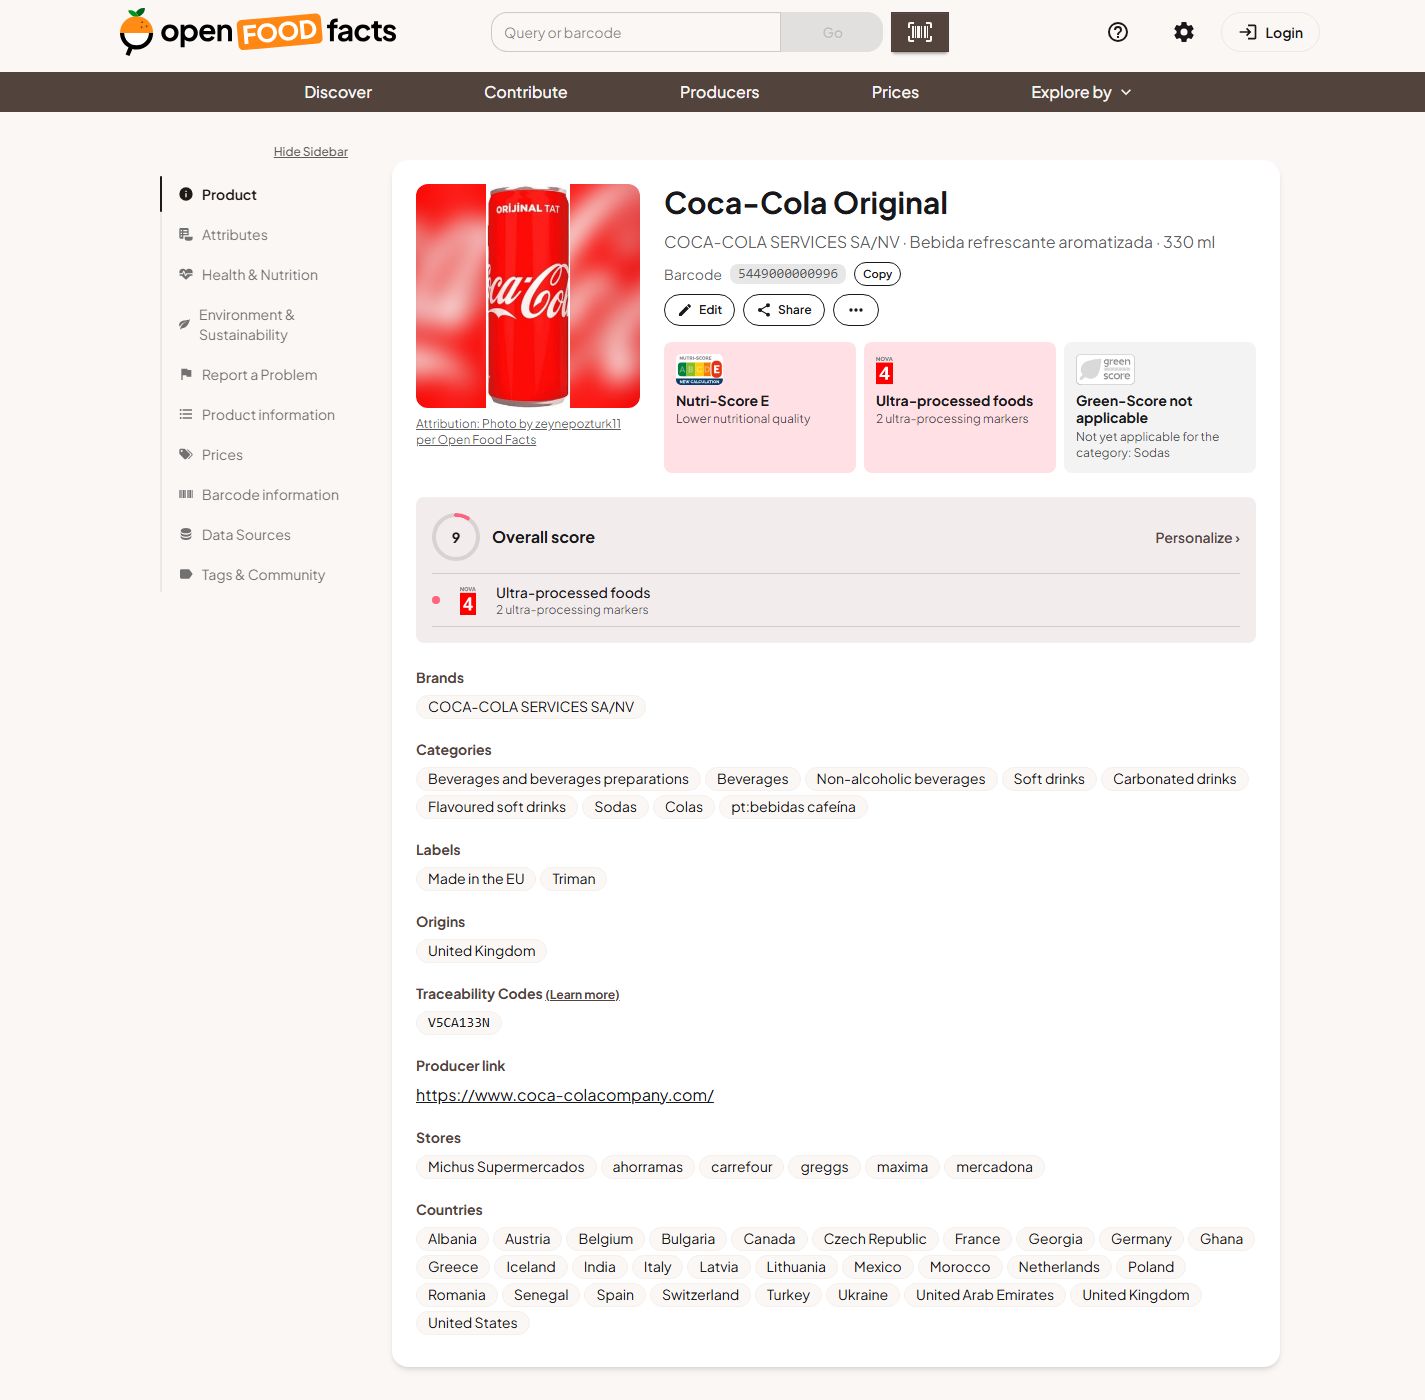 open FOOD facts
Query or barcode
Go
Login
Discover
Contribute
Producers
Prices
Explore by
Hide Sidebar
Product
Attributes
Health & Nutrition
Environment &
Sustainability
Report a Problem
Product information
Prices
Barcode information
Data Sources
Tags & Community
ORİJİNAL TAT
Coca-Cola Original
COCA-COLA SERVICES SA/NV · Bebida refrescante aromatizada · 330 ml
Barcode 5449000000996 Copy
Edit Share
Attribution: Photo by zeynepozturk11
per Open Food Facts
NUTRI-SCORE
A B C D E
NEW CALCULATION
Nutri-Score E
Lower nutritional quality
NOVA
4
Ultra-processed foods
2 ultra-processing markers
green
score
Green-Score not
applicable
Not yet applicable for the
category: Sodas
9
Overall score
Personalize ›
NOVA
4
Ultra-processed foods
2 ultra-processing markers
Brands
COCA-COLA SERVICES SA/NV
Categories
Beverages and beverages preparations Beverages Non-alcoholic beverages Soft drinks Carbonated drinks
Flavoured soft drinks Sodas Colas pt:bebidas cafeína
Labels
Made in the EU Triman
Origins
United Kingdom
Traceability Codes (Learn more)
V5CA133N
Producer link
https://www.coca-colacompany.com/
Stores
Michus Supermercados ahorramas carrefour greggs maxima mercadona
Countries
Albania Austria Belgium Bulgaria Canada Czech Republic France Georgia Germany Ghana
Greece Iceland India Italy Latvia Lithuania Mexico Morocco Netherlands Poland
Romania Senegal Spain Switzerland Turkey Ukraine United Arab Emirates United Kingdom
United States